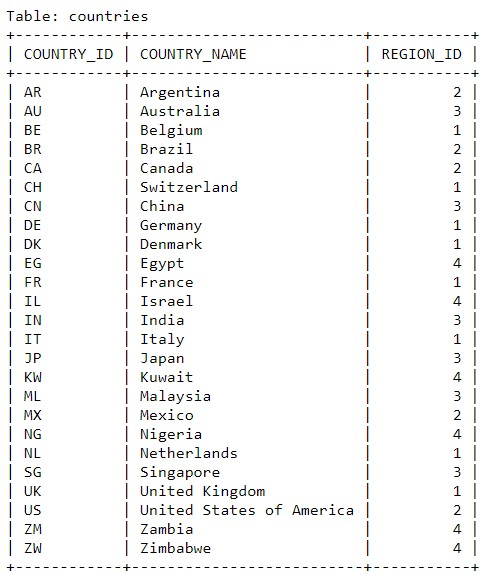 Table: countries
+------------+--------------------------+-----------+
| COUNTRY_ID | COUNTRY_NAME             | REGION_ID |
+------------+--------------------------+-----------+
| AR         | Argentina                |         2 |
| AU         | Australia                |         3 |
| BE         | Belgium                  |         1 |
| BR         | Brazil                   |         2 |
| CA         | Canada                   |         2 |
| CH         | Switzerland              |         1 |
| CN         | China                    |         3 |
| DE         | Germany                  |         1 |
| DK         | Denmark                  |         1 |
| EG         | Egypt                    |         4 |
| FR         | France                   |         1 |
| IL         | Israel                   |         4 |
| IN         | India                    |         3 |
| IT         | Italy                    |         1 |
| JP         | Japan                    |         3 |
| KW         | Kuwait                   |         4 |
| ML         | Malaysia                 |         3 |
| MX         | Mexico                   |         2 |
| NG         | Nigeria                  |         4 |
| NL         | Netherlands              |         1 |
| SG         | Singapore                |         3 |
| UK         | United Kingdom           |         1 |
| US         | United States of America |         2 |
| ZM         | Zambia                   |         4 |
| ZW         | Zimbabwe                 |         4 |
+------------+--------------------------+-----------+